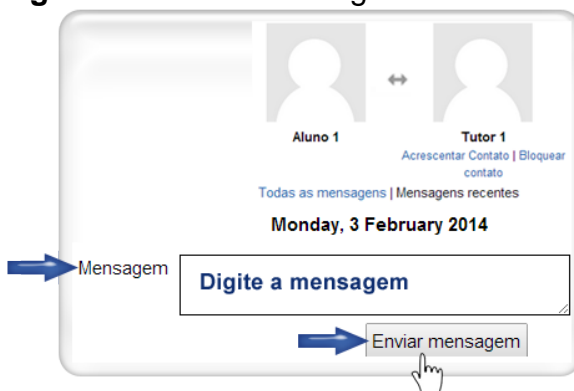 Aluno 1 Tutor 1
Acrescentar Contato | Bloquear
contato
Todas as mensagens | Mensagens recentes
Monday, 3 February 2014
Mensagem
Digite a mensagem
Enviar mensagem